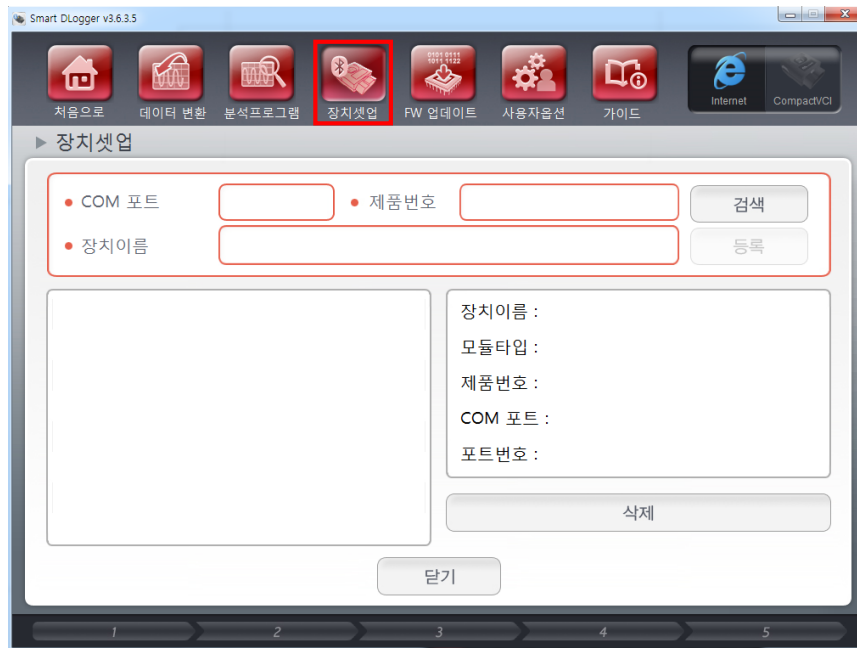 Smart DLogger v3.6.3.5
0101 0111
1011 1122
처음으로 데이터 변환 분석프로그램 장치셋업 FW 업데이트 사용자옵션 가이드 Internet CompactVCI
장치셋업
COM 포트 제품번호 검색
장치이름 등록
장치이름 :
모듈타입 :
제품번호 :
COM 포트 :
포트번호 :
삭제
닫기
1 2 3 4 5